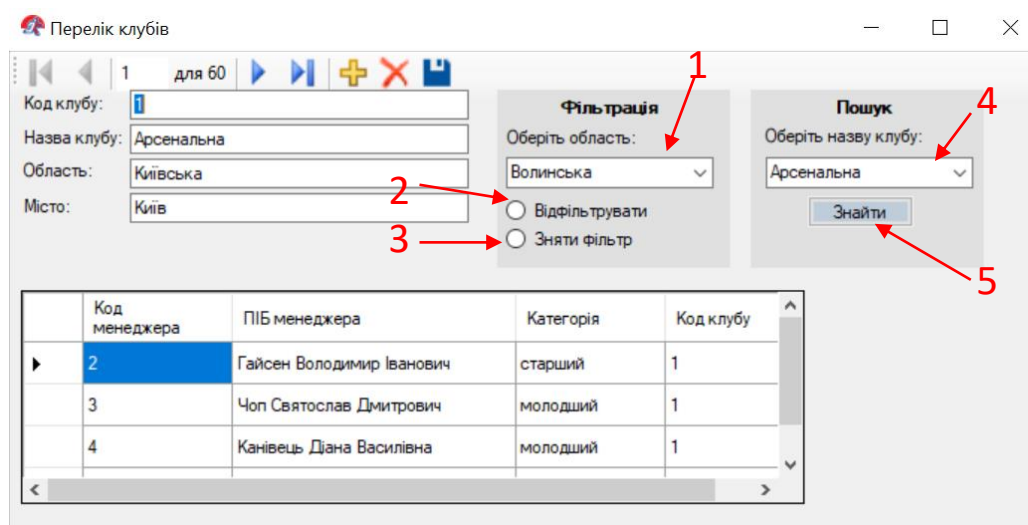 Перелік клубів
1 для 60
1
Код клубу: 1
Назва клубу: Арсенальна
Область: Київська
Місто: Київ
Фільтрація
Оберіть область:
Волинська
2
Відфільтрувати
3
Зняти фільтр
Пошук
4
Оберіть назву клубу:
Арсенальна
Знайти
5
Код менеджера ПІБ менеджера Категорія Код клубу
2 Гайсен Володимир Іванович старший 1
3 Чоп Святослав Дмитрович молодший 1
4 Канівець Діана Василівна молодший 1